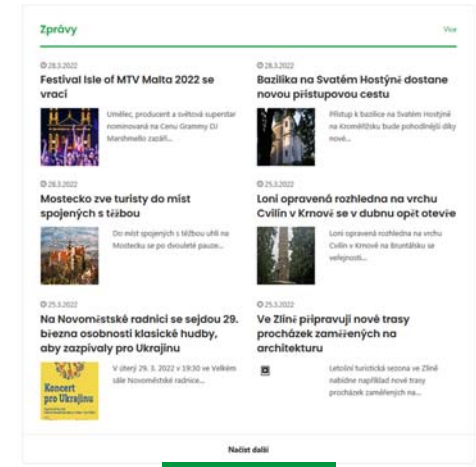 Zprávy
Více
28.3.2022
Festival Isle of MTV Malta 2022 se
vrací
Umělec, producent a světová superstar
nominovaná na Cenu Grammy DJ
Marshmello zazáří...
28.3.2022
Bazilika na Svatém Hostýně dostane
novou přístupovou cestu
Přístup k bazilice na Svatém Hostýně
na Kroměřížsku bude pohodlnější díky
nové...
28.3.2022
Mostecko zve turisty do míst
spojených s těžbou
Do míst spojených s těžbou uhlí na
Mostecku se po dvouleté pauze...
25.3.2022
Loni opravená rozhledna na vrchu
Cvilín v Krnově se v dubnu opět otevře
Loni opravená rozhledna na vrchu
Cvilín v Krnově na Bruntálsku se
veřejnosti...
25.3.2022
Na Novoměstské radnici se sejdou 29.
března osobnosti klasické hudby,
aby zazpívaly pro Ukrajinu
Koncert
pro Ukrajinu
V úterý 29. 3. 2022 v 19:30 ve Velkém
sále Novoměstské radnice...
25.3.2022
Ve Zlíně připravují nové trasy
procházek zaměřených na
architekturu
Letošní turistická sezona ve Zlíně
nabídne například nové trasy
procházek zaměřených na...
Načíst další